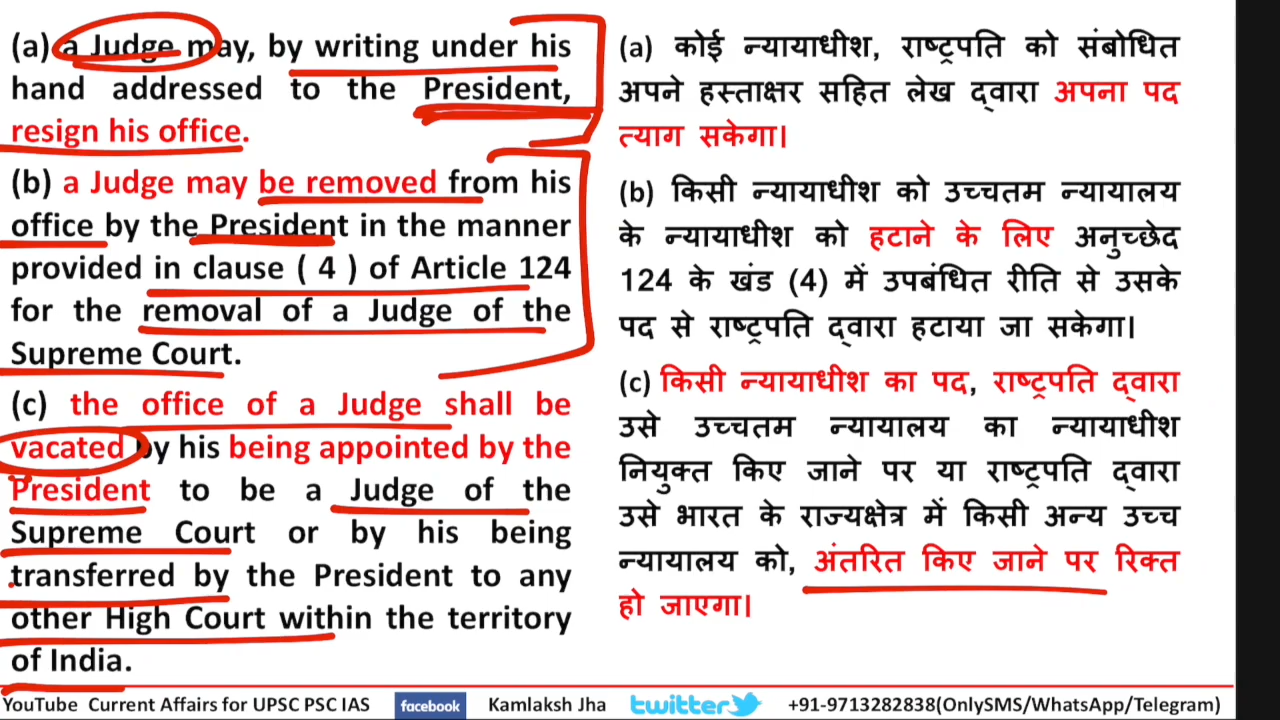 (a) a Judge may, by writing under his
hand addressed to the President,
resign his office.
(b) a Judge may be removed from his
office by the President in the manner
provided in clause ( 4 ) of Article 124
for the removal of a Judge of the
Supreme Court.
(c) the office of a Judge shall be
vacated by his being appointed by the
President to be a Judge of the
Supreme Court or by his being
transferred by the President to any
other High Court within the territory
of India.
(a) कोई न्यायाधीश, राष्ट्रपति को संबोधित
अपने हस्ताक्षर सहित लेख द्वारा अपना पद
त्याग सकेगा।
(b) किसी न्यायाधीश को उच्चतम न्यायालय
के न्यायाधीश को हटाने के लिए अनुच्छेद
124 के खंड (4) में उपबंधित रीति से उसके
पद से राष्ट्रपति द्वारा हटाया जा सकेगा।
(c) किसी न्यायाधीश का पद, राष्ट्रपति द्वारा
उसे उच्चतम न्यायालय का न्यायाधीश
नियुक्त किए जाने पर या राष्ट्रपति द्वारा
उसे भारत के राज्यक्षेत्र में किसी अन्य उच्च
न्यायालय को, अंतरित किए जाने पर रिक्त
हो जाएगा।
YouTube Current Affairs for UPSC PSC IAS facebook Kamlaksh Jha twitter +91-9713282838(OnlySMS/WhatsApp/Telegram)